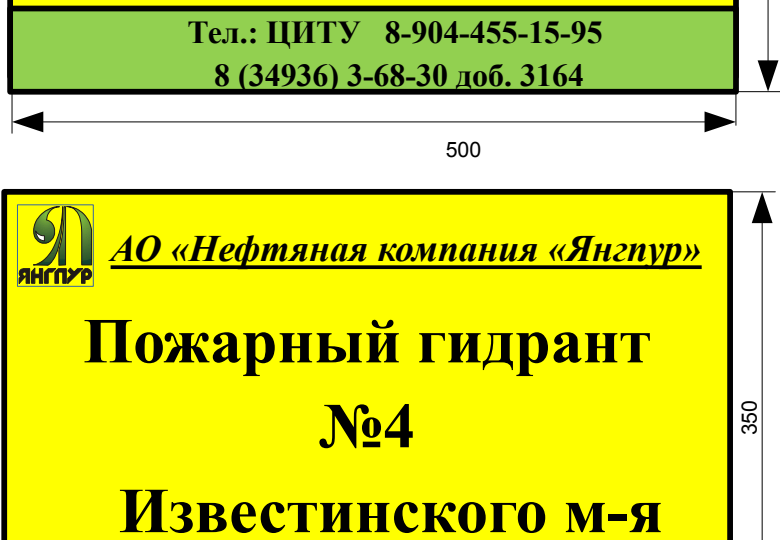 Тел.: ЦИТУ 8-904-455-15-95
8 (34936) 3-68-30 доб. 3164
500
ЯНГПУР
АО «Нефтяная компания «Янгпур»
Пожарный гидрант
№4
350
Известинского м-я